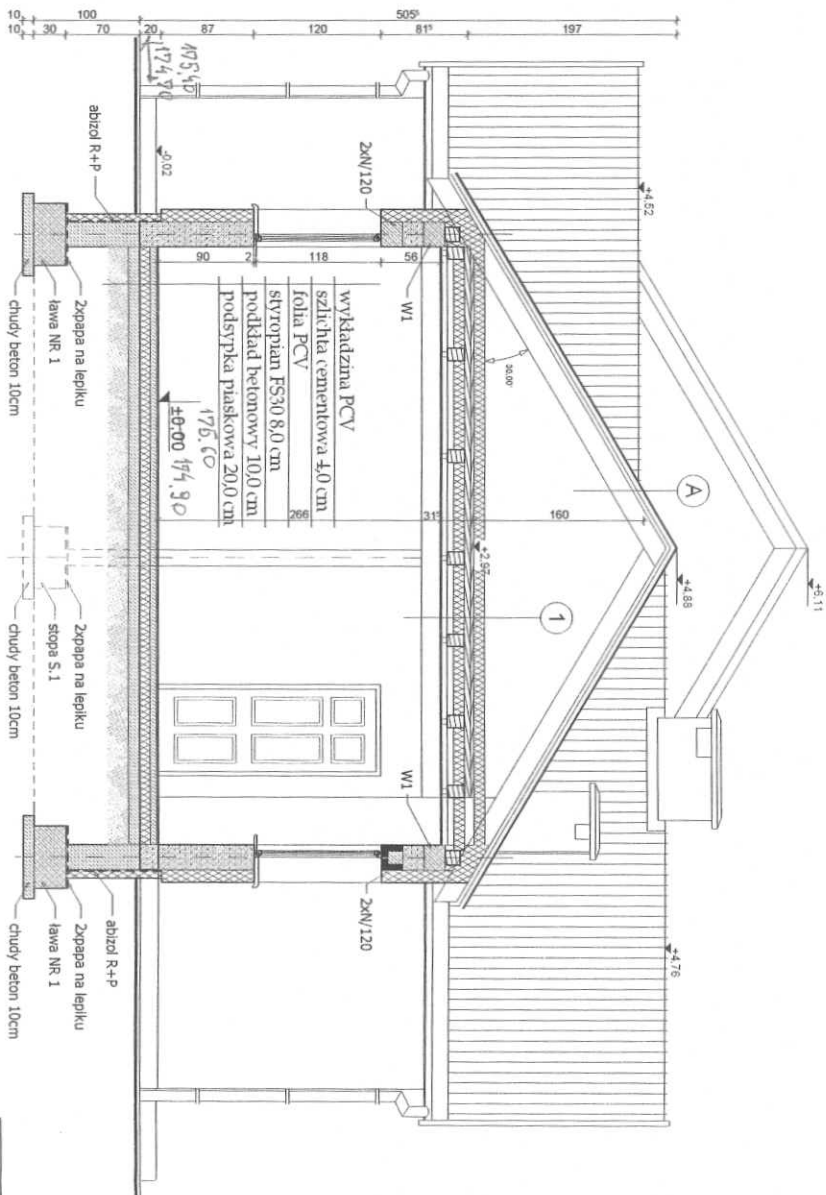 10 100 505⁵
10 30 70 20 87 120 81⁵ 197
+6.11
A
+4.88
+4.52
1
+4.76
30.00°
160
+2.97
31⁵
W1
W1
56
118
2
90
2xN/120
2xN/120
266
wykładzina PCV
szlichta cementowa 4,0 cm
folia PCV
styropian FS30 8,0 cm
podkład betonowy 10,0 cm
podsypka piaskowa 20,0 cm
175.60
±0.00 174.90
-0.02
175.40
174.70
abizol R+P
2xpapa na lepiku
ława NR 1
chudy beton 10cm
2xpapa na lepiku
stopa S.1
chudy beton 10cm
abizol R+P
2xpapa na lepiku
ława NR 1
chudy beton 10cm